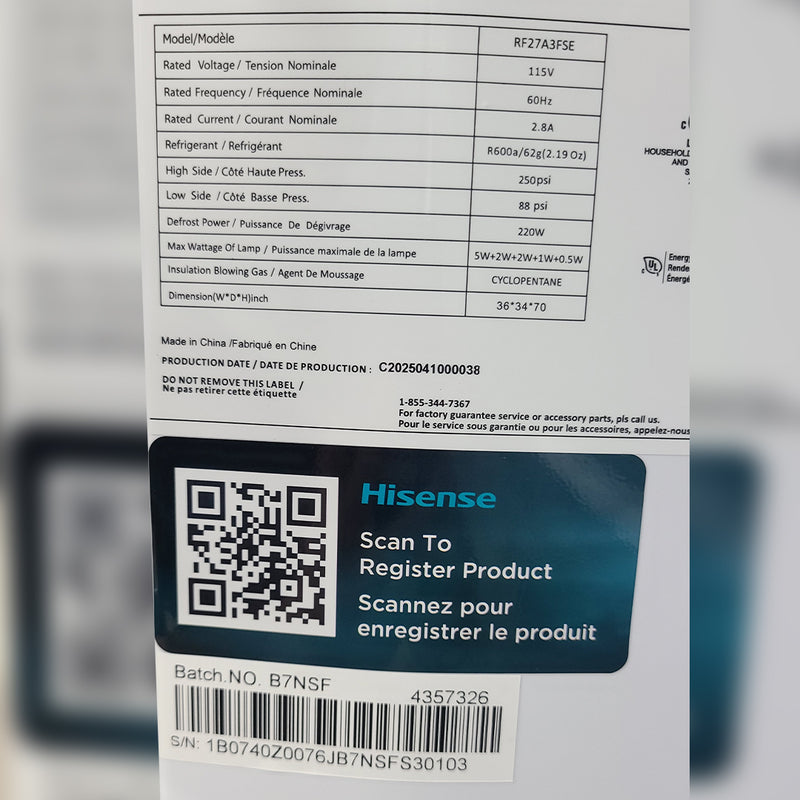 Model/Modèle RF27A3FSE
Rated Voltage / Tension Nominale 115V
Rated Frequency / Fréquence Nominale 60Hz
Rated Current / Courant Nominale 2.8A
Refrigerant / Refrigérant R600a/62g(2.19 Oz)
High Side / Côté Haute Press. 250psi
Low Side / Côté Basse Press. 88 psi
Defrost Power / Puissance De Dégivrage 220W
Max Wattage Of Lamp / Puissance maximale de la lampe 5W+2W+2W+1W+0.5W
Insulation Blowing Gas / Agent De Moussage CYCLOPENTANE
Dimension(W*D*H)inch 36*34*70
HOUSEHOLD
AND
UL
Energy
Made in China /Fabriqué en Chine
PRODUCTION DATE / DATE DE PRODUCTION : C2025041000038
DO NOT REMOVE THIS LABEL /
Ne pas retirer cette étiquette
1-855-344-7367
For factory guarantee service or accessory parts, pls call us.
Pour le service sous garantie ou pour les accessoires, appelez-nous
Hisense
Scan To
Register Product
Scannez pour
enregistrer le produit
Batch.NO. B7NSF 4357326
S/N: 1B0740Z0076JB7NSFS30103